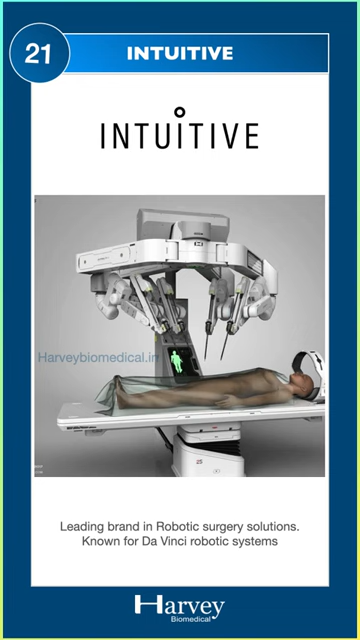 21
INTUITIVE
INTUITIVE
Harveybiomedical.in
Leading brand in Robotic surgery solutions.
Known for Da Vinci robotic systems
Harvey
Biomedical